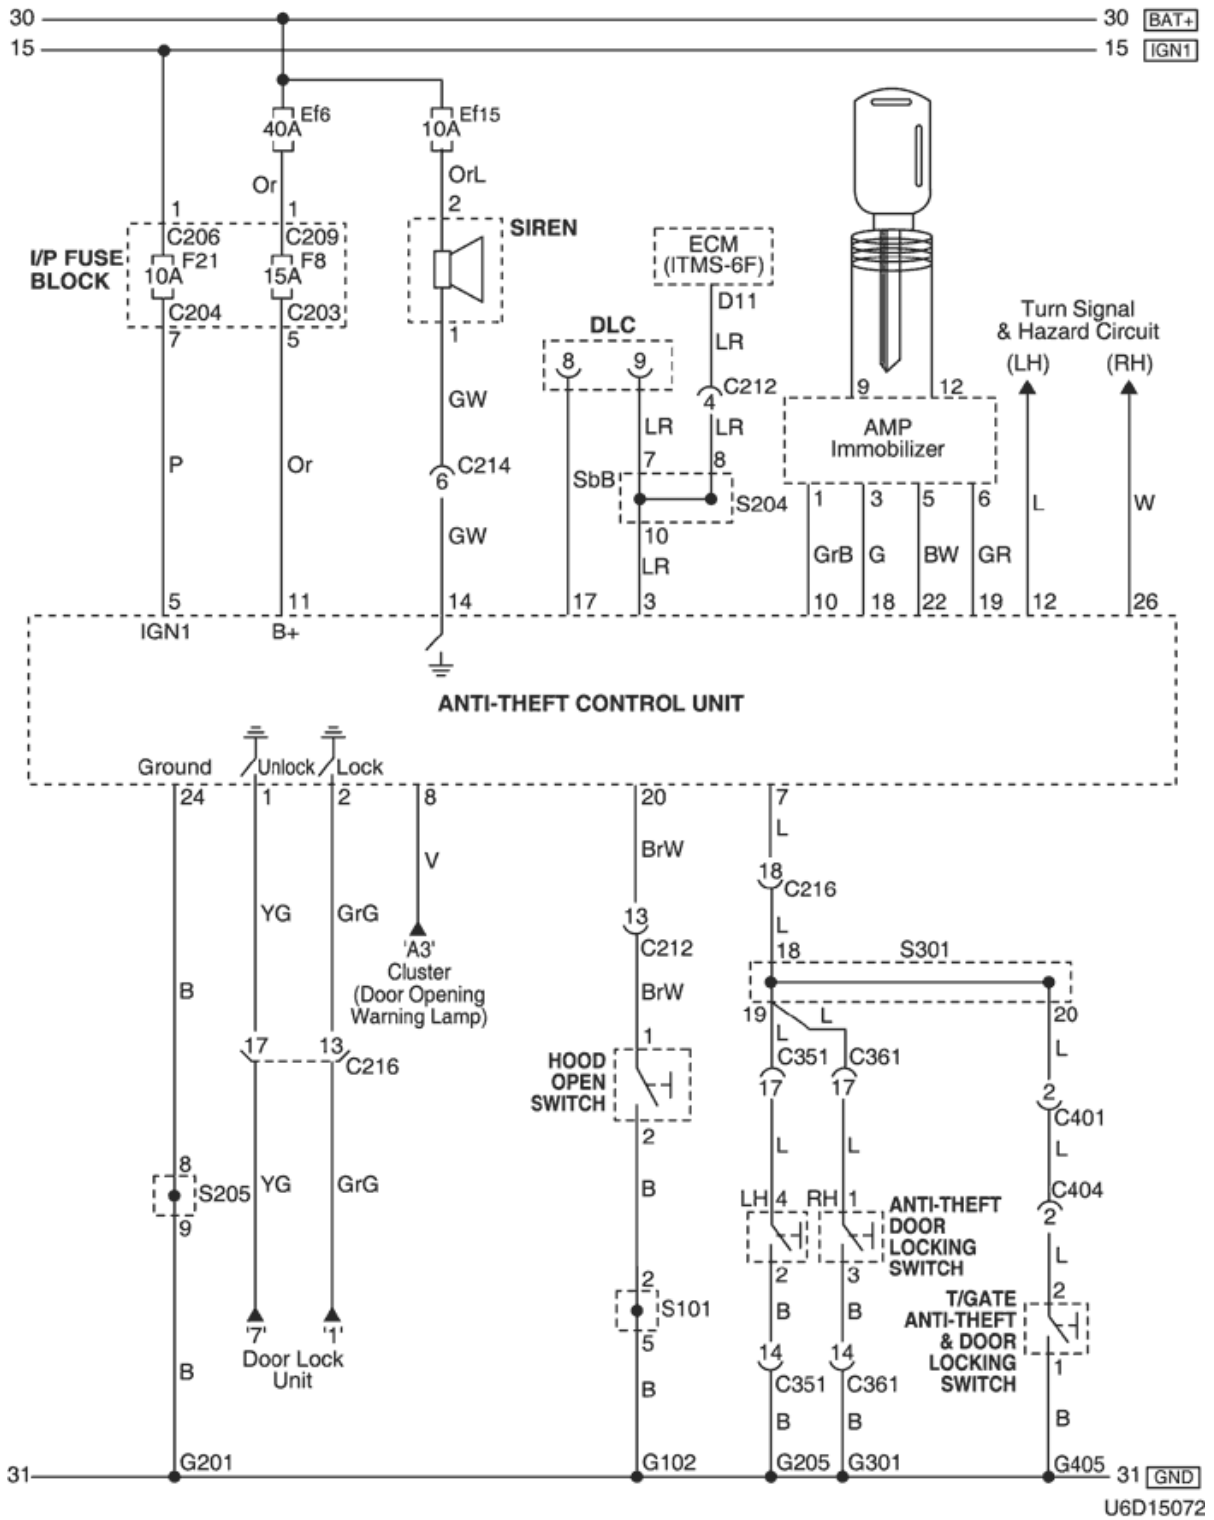 30 30 BAT+
15 15 IGN1
Ef6 Ef15
40A 10A
Or OrL
1 1 2
C206 C209 SIREN
I/P FUSE F21 F8
BLOCK 10A 15A
C204 C203
7 5 1
ECM
(ITMS-6F)
D11
LR
DLC
8 9
C212
4
LR LR
7 8
SbB
S204
10
LR
GW
C214
6
GW
P Or
9 12
AMP
Immobilizer
1 3 5 6
GrB G BW GR
Turn Signal
& Hazard Circuit
(LH) (RH)
L W
5 11 14 17 3 10 18 22 19 12 26
IGN1 B+
ANTI-THEFT CONTROL UNIT
Ground Unlock Lock
24 1 2 8 20 7
V
'A3'
Cluster
(Door Opening
Warning Lamp)
YG GrG
B
17 13
C216
YG GrG
8
S205
9
'7' '1'
Door Lock
Unit
B
BrW
13
C212
BrW
1
HOOD
OPEN
SWITCH
2
B
2
S101
5
B
L
18
C216
L
18 S301
19 L L 20
C351 C361 L
17 17 2
C401
L L L
C404
2
LH 4 RH 1
ANTI-THEFT
DOOR
LOCKING
SWITCH
L
2 3
B B
14 14
C351 C361
B B
2
T/GATE
ANTI-THEFT
& DOOR
LOCKING
SWITCH
1
B
31 G201 G102 G205 G301 G405 31 GND
U6D15072